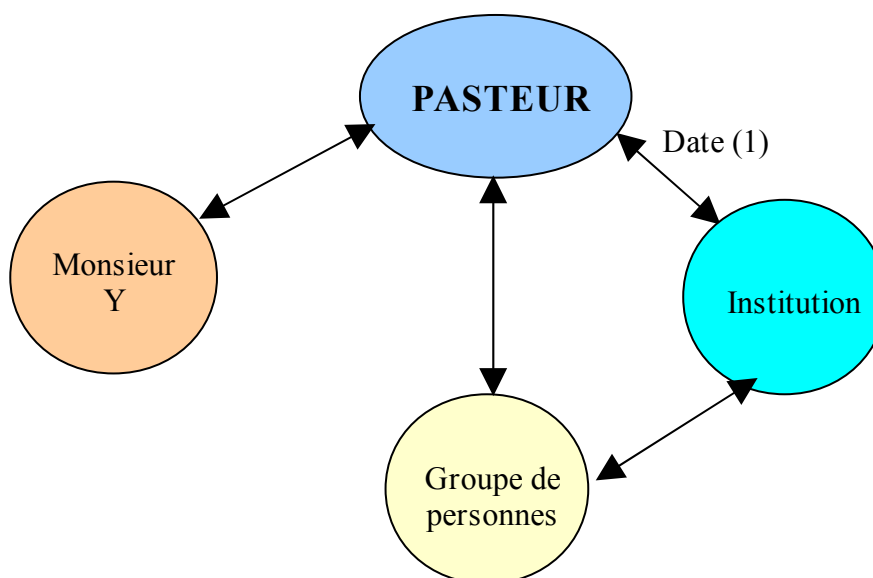 PASTEUR
Date (1)
Monsieur
Y
Institution
Groupe de
personnes